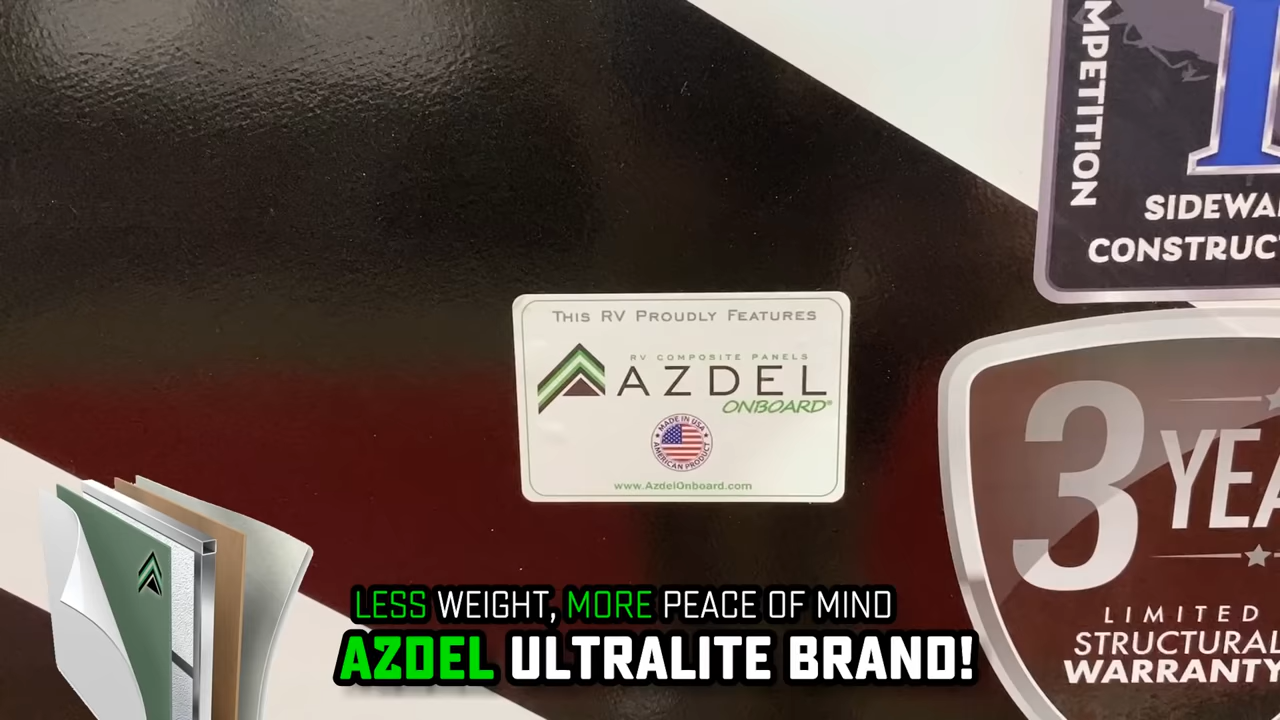 MPETITION
SIDEWA
CONSTRUC
THIS RV PROUDLY FEATURES
RV COMPOSITE PANELS
AZDEL
ONBOARD®
MADE IN USA
AMERICAN PRODUCT
www.AzdelOnboard.com
3 YEA
LIMITED
STRUCTURAL
WARRANTY
LESS WEIGHT, MORE PEACE OF MIND
AZDEL ULTRALITE BRAND!